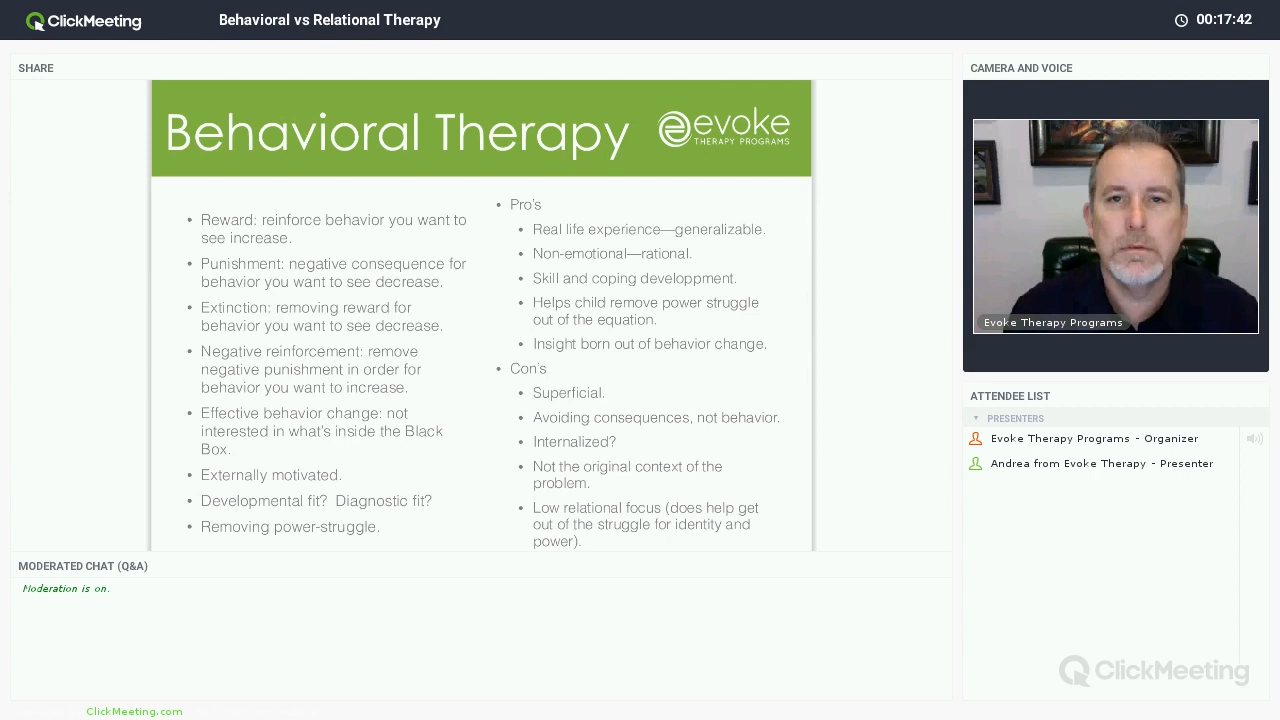 ClickMeeting
Behavioral vs Relational Therapy
00:17:42
SHARE
Behavioral Therapy
evoke
THERAPY PROGRAMS
• Reward: reinforce behavior you want to
see increase.
• Punishment: negative consequence for
behavior you want to see decrease.
• Extinction: removing reward for
behavior you want to see decrease.
• Negative reinforcement: remove
negative punishment in order for
behavior you want to increase.
• Effective behavior change: not
interested in what's inside the Black
Box.
• Externally motivated.
• Developmental fit? Diagnostic fit?
• Removing power-struggle.
• Pro's
• Real life experience—generalizable.
• Non-emotional—rational.
• Skill and coping developpment.
• Helps child remove power struggle
out of the equation.
• Insight born out of behavior change.
• Con's
• Superficial.
• Avoiding consequences, not behavior.
• Internalized?
• Not the original context of the
problem.
• Low relational focus (does help get
out of the struggle for identity and
power).
CAMERA AND VOICE
Evoke Therapy Programs
ATTENDEE LIST
PRESENTERS
Evoke Therapy Programs - Organizer
Andrea from Evoke Therapy - Presenter
MODERATED CHAT (Q&A)
Moderation is on.
ClickMeeting
ClickMeeting.com